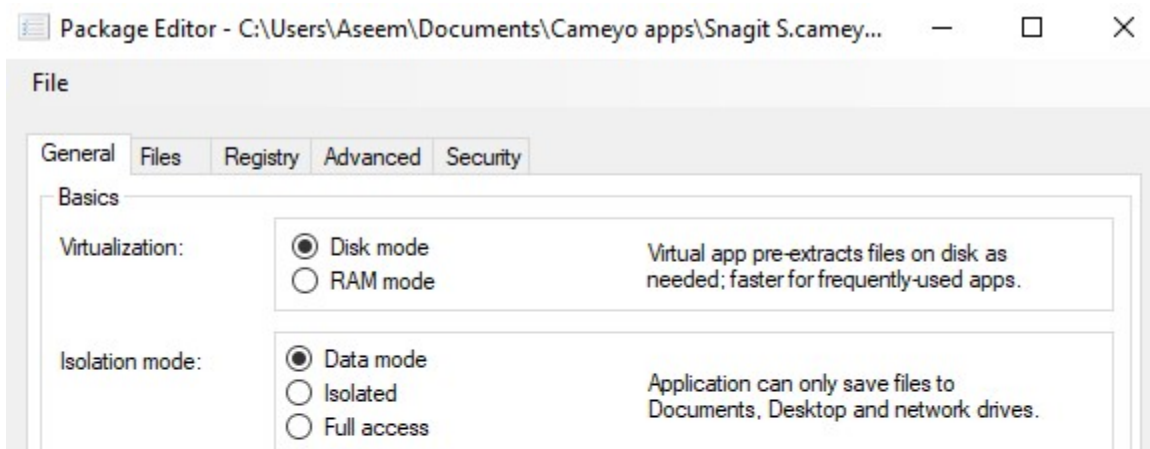 Package Editor - C:\Users\Aseem\Documents\Cameyo apps\Snagit S.camey...
File
General Files Registry Advanced Security
Basics
Virtualization:
Disk mode
RAM mode
Virtual app pre-extracts files on disk as
needed; faster for frequently-used apps.
Isolation mode:
Data mode
Isolated
Full access
Application can only save files to
Documents, Desktop and network drives.